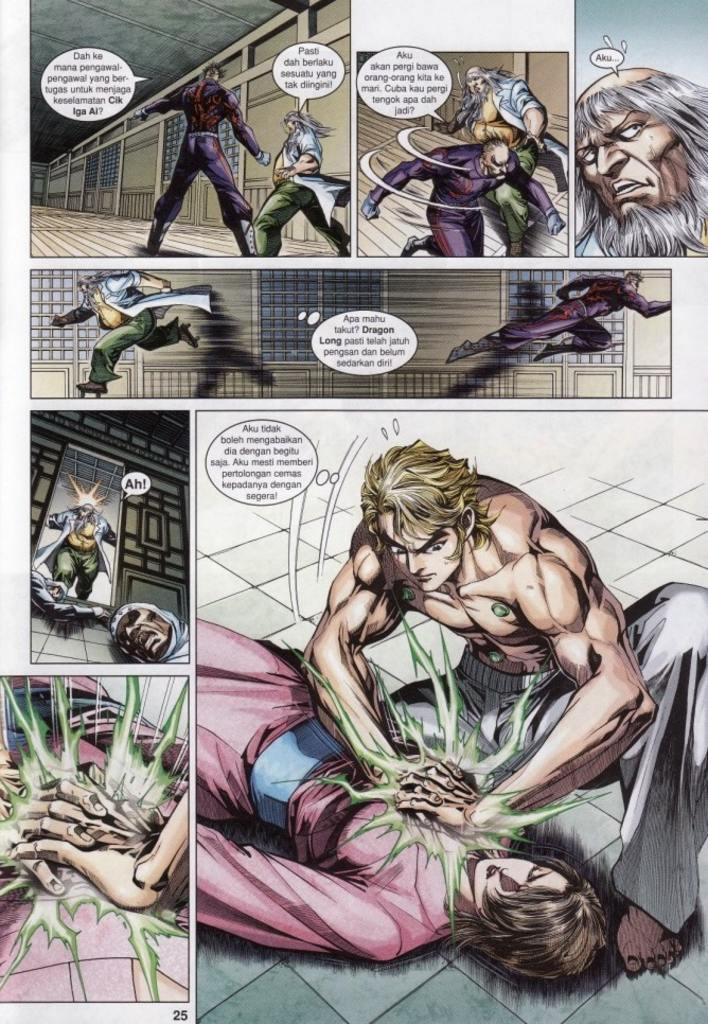 Dah ke
mana pengawal-
pengawal yang ber-
tugas untuk menjaga
keselamatan Cik
Iga Ai?
Pasti
dah berlaku
sesuatu yang
tak diingini!
Aku
akan pergi bawa
orang-orang kita ke
mari. Cuba kau pergi
tengok apa dah
jadi?
Aku...
Apa mahu
takut? Dragon
Long pasti telah jatuh
pengsan dan belum
sedarkan diri!
Ah!
Aku tidak
boleh mengabaikan
dia dengan begitu
saja. Aku mesti memberi
pertolongan cemas
kepadanya dengan
segera!
25